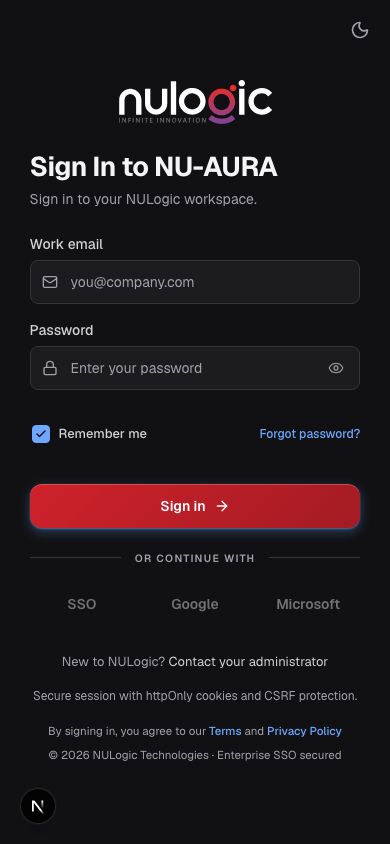 nulogic
INFINITE INNOVATION
Sign In to NU-AURA
Sign in to your NULogic workspace.
Work email
you@company.com
Password
Enter your password
Remember me
Forgot password?
Sign in →
OR CONTINUE WITH
SSO
Google
Microsoft
New to NULogic? Contact your administrator
Secure session with httpOnly cookies and CSRF protection.
By signing in, you agree to our Terms and Privacy Policy
© 2026 NULogic Technologies · Enterprise SSO secured
N